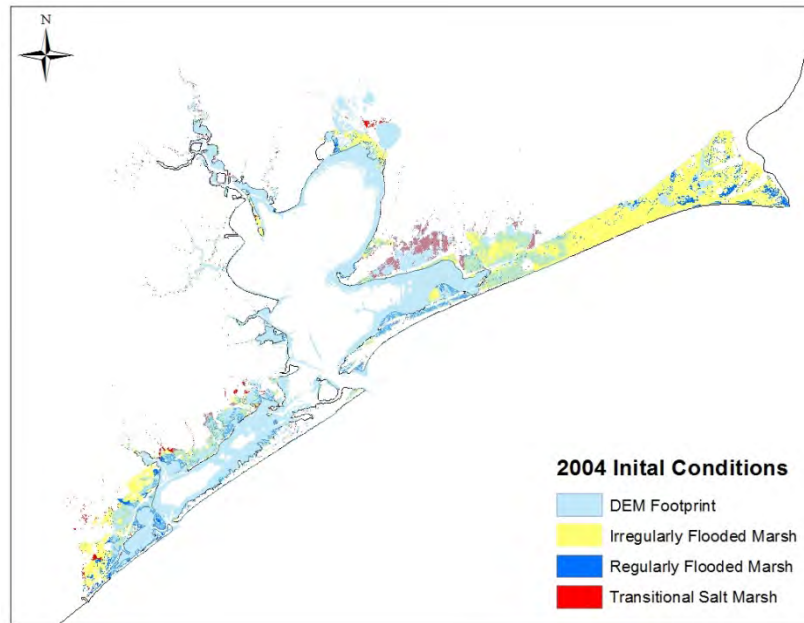 N
2004 Inital Conditions
DEM Footprint
Irregularly Flooded Marsh
Regularly Flooded Marsh
Transitional Salt Marsh